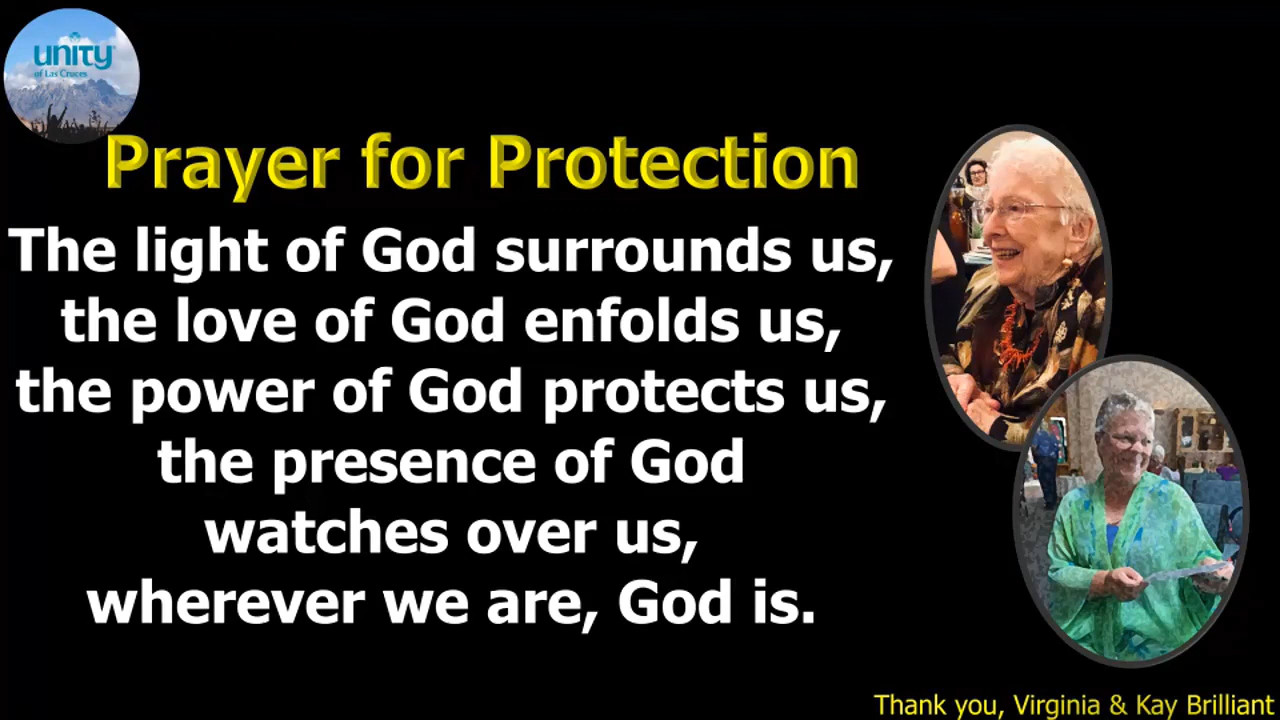 unity
of Las Cruces
Prayer for Protection
The light of God surrounds us,
the love of God enfolds us,
the power of God protects us,
the presence of God
watches over us,
wherever we are, God is.
Thank you, Virginia & Kay Brilliant